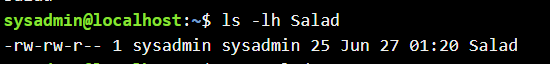 sysadmin@localhost:~$ ls -lh Salad
-rw-rw-r-- 1 sysadmin sysadmin 25 Jun 27 01:20 Salad